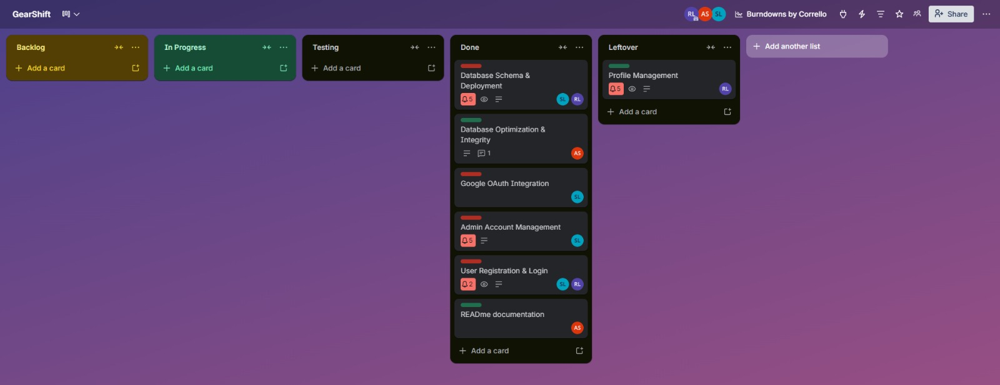 GearShift
RL AS SL Burndowns by Corrello Share
Backlog
Add a card
In Progress
Add a card
Testing
Add a card
Done
Database Schema &
Deployment
5 SL RL
Database Optimization &
Integrity
1 AS
Google OAuth Integration
SL
Admin Account Management
5 SL
User Registration & Login
2 SL RL
READme documentation
AS
Add a card
Leftover
Profile Management
5 RL
Add a card
Add another list